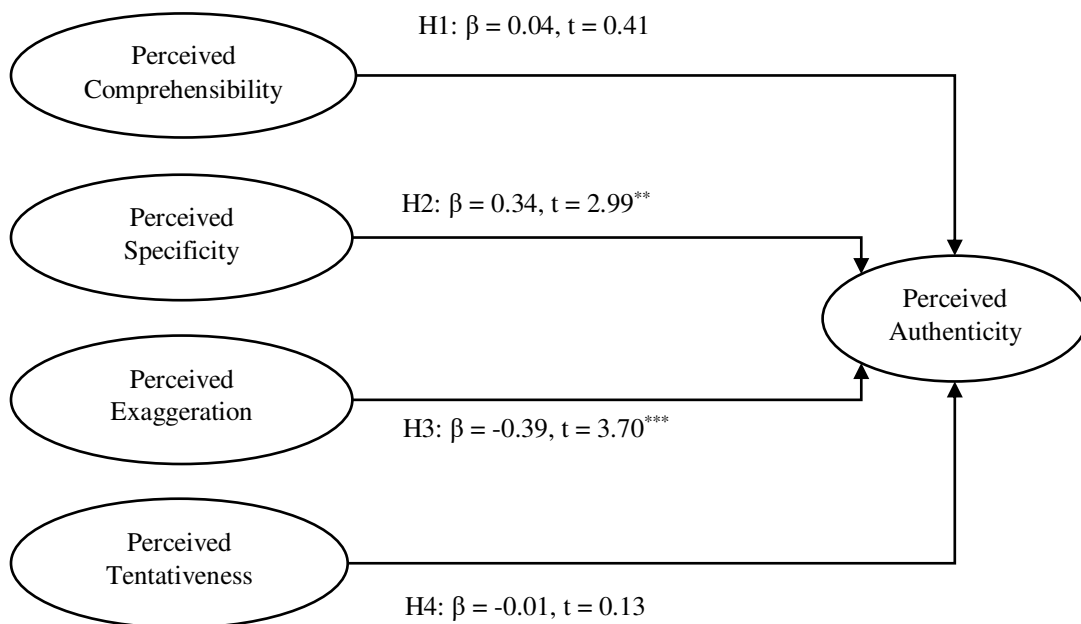 H1: β = 0.04, t = 0.41
Perceived
Comprehensibility
H2: β = 0.34, t = 2.99**
Perceived
Specificity
Perceived
Authenticity
Perceived
Exaggeration
H3: β = -0.39, t = 3.70***
Perceived
Tentativeness
H4: β = -0.01, t = 0.13